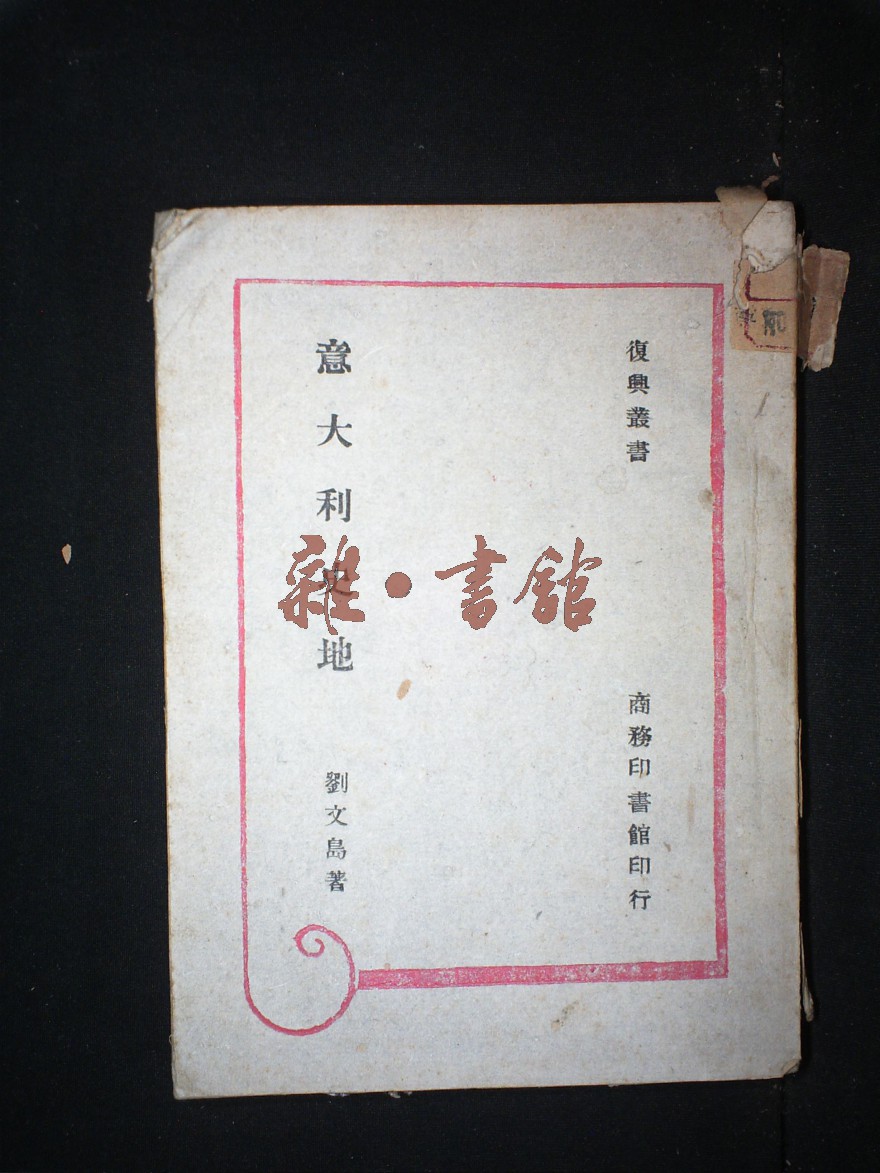 復興叢書
商務印書館印行
意大利史地
劉文島著
雜·書館